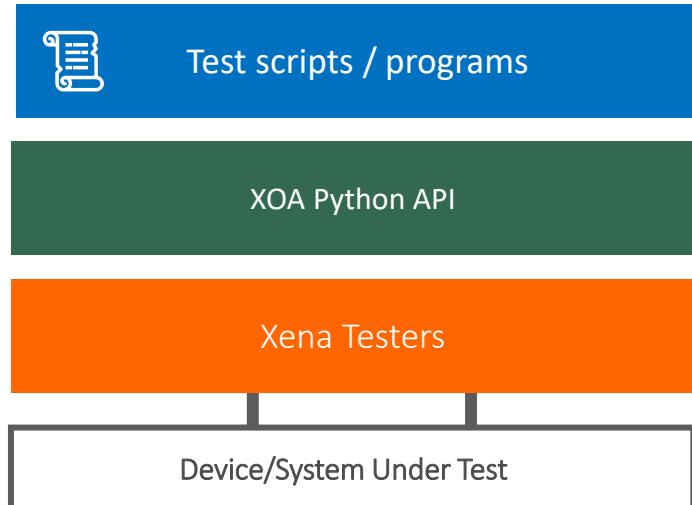 Test scripts / programs
XOA Python API
Xena Testers
Device/System Under Test